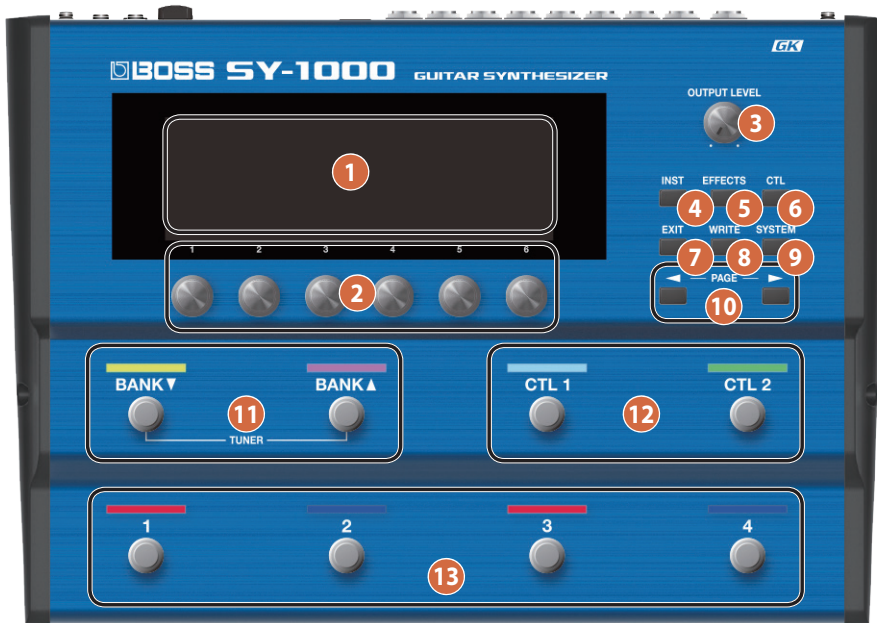 GK
BOSS SY-1000 GUITAR SYNTHESIZER
OUTPUT LEVEL
3
1
INST EFFECTS CTL
4 5 6
EXIT WRITE SYSTEM
7 8 9
1 2 3 4 5 6
2
◄ PAGE ►
10
BANK ▼ BANK ▲
11
TUNER
CTL 1 CTL 2
12
1 2 3 4
13